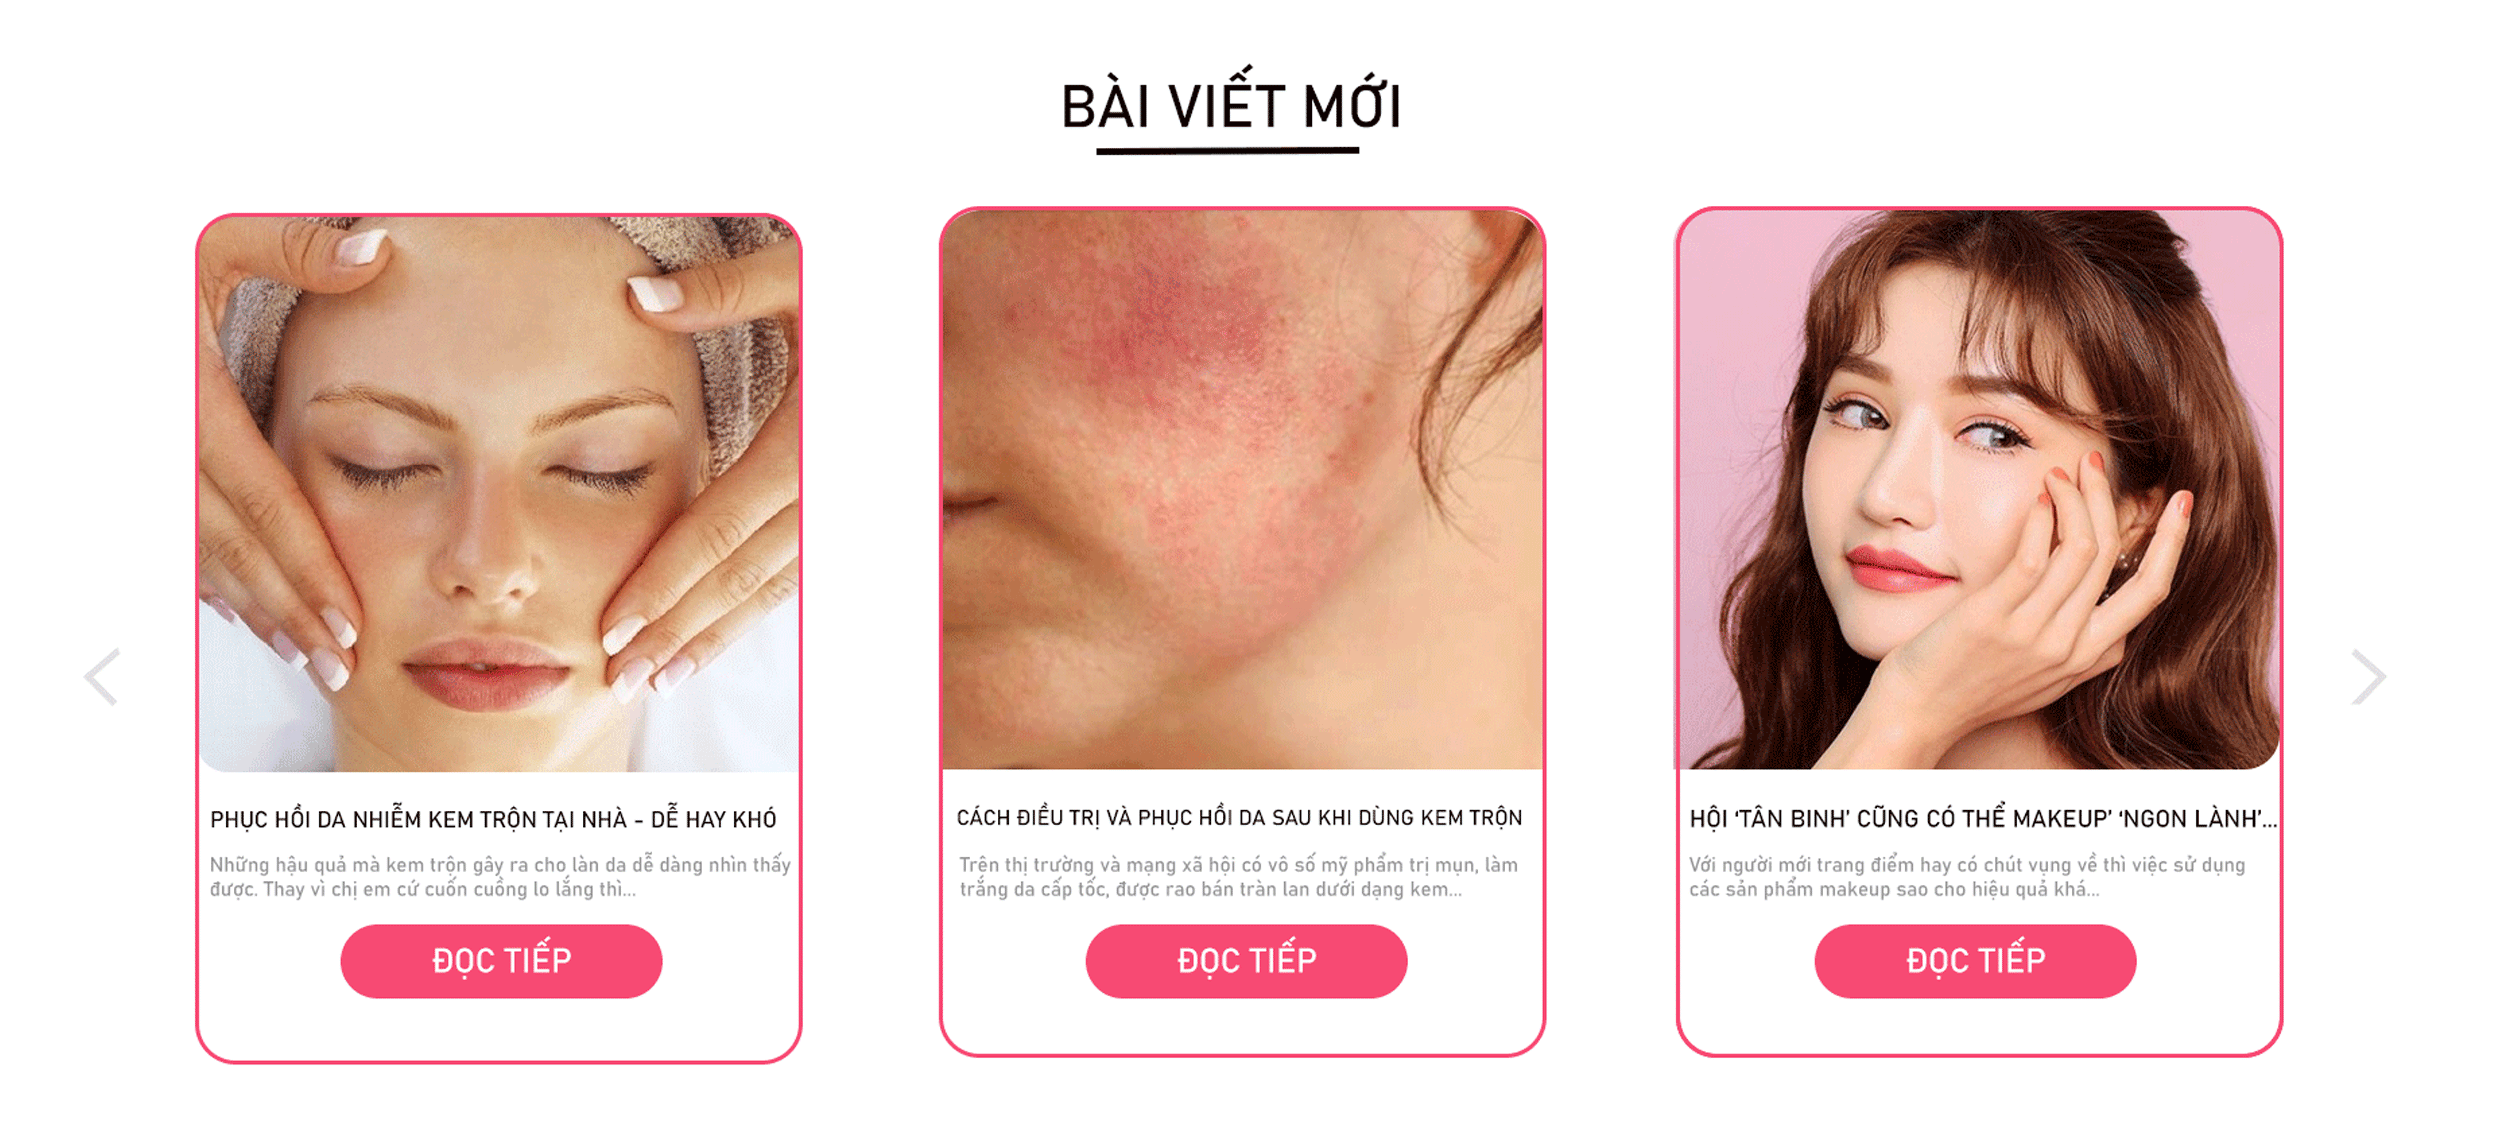 BÀI VIẾT MỚI
PHỤC HỒI DA NHIỄM KEM TRỘN TẠI NHÀ - DỄ HAY KHÓ
Những hậu quả mà kem trộn gây ra cho làn da dễ dàng nhìn thấy
được. Thay vì chị em cứ cuốn cuồng lo lắng thì...
ĐỌC TIẾP
CÁCH ĐIỀU TRỊ VÀ PHỤC HỒI DA SAU KHI DÙNG KEM TRỘN
Trên thị trường và mạng xã hội có vô số mỹ phẩm trị mụn, làm
trắng da cấp tốc, được rao bán tràn lan dưới dạng kem...
ĐỌC TIẾP
HỘI ‘TÂN BINH’ CŨNG CÓ THỂ MAKEUP’ ‘NGON LÀNH’...
Với người mới trang điểm hay có chút vụng về thì việc sử dụng
các sản phẩm makeup sao cho hiệu quả khá...
ĐỌC TIẾP